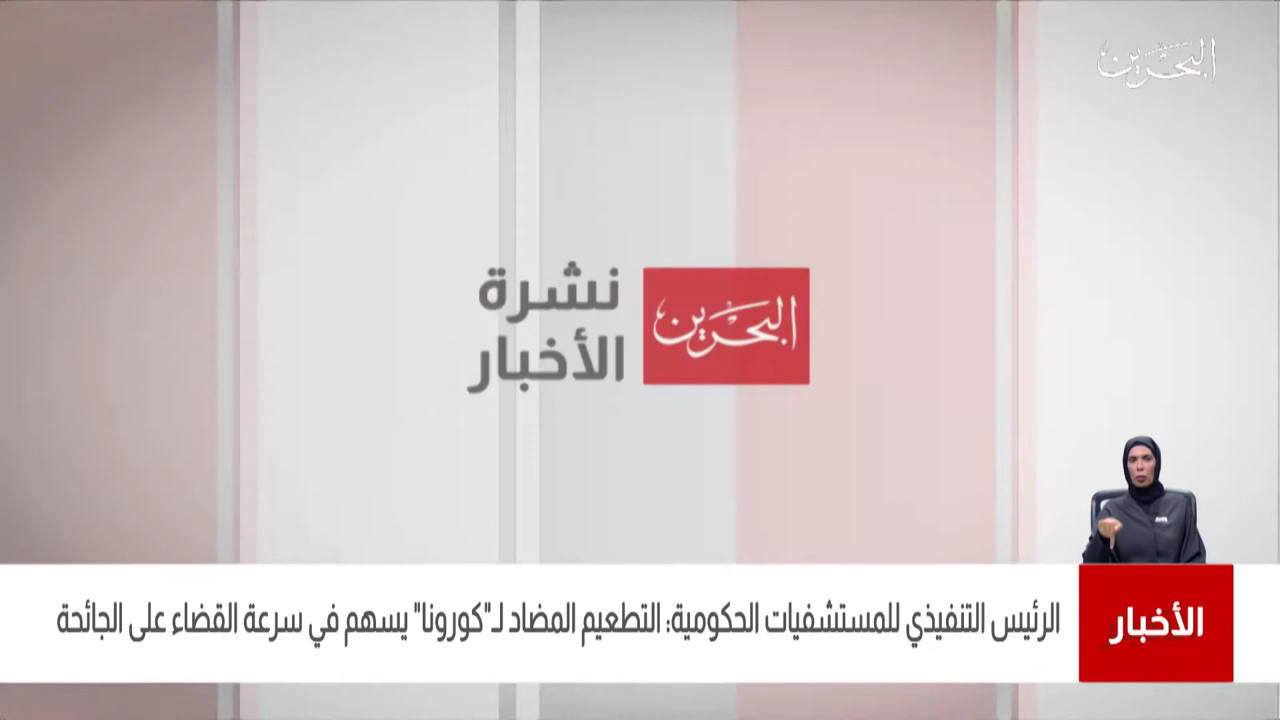 البحرين
نشرة
الأخبار
البحرين
الأخبار
الرئيس التنفيذي للمستشفيات الحكومية: التطعيم المضاد لـ"كورونا" يسهم في سرعة القضاء على الجائحة